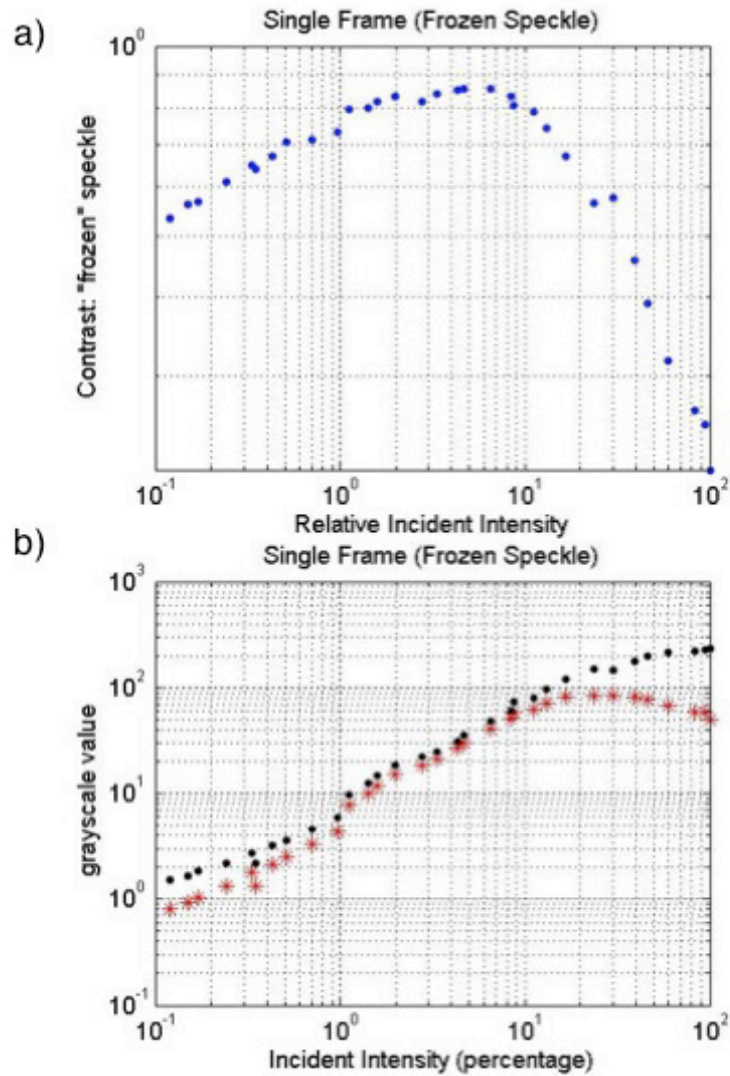 a)
Single Frame (Frozen Speckle)
10^0
Contrast: "frozen" speckle
10^-1 10^0 10^1 10^2
Relative Incident Intensity
b)
Single Frame (Frozen Speckle)
10^3
10^2
10^1
10^0
10^-1
grayscale value
10^-1 10^0 10^1 10^2
Incident Intensity (percentage)